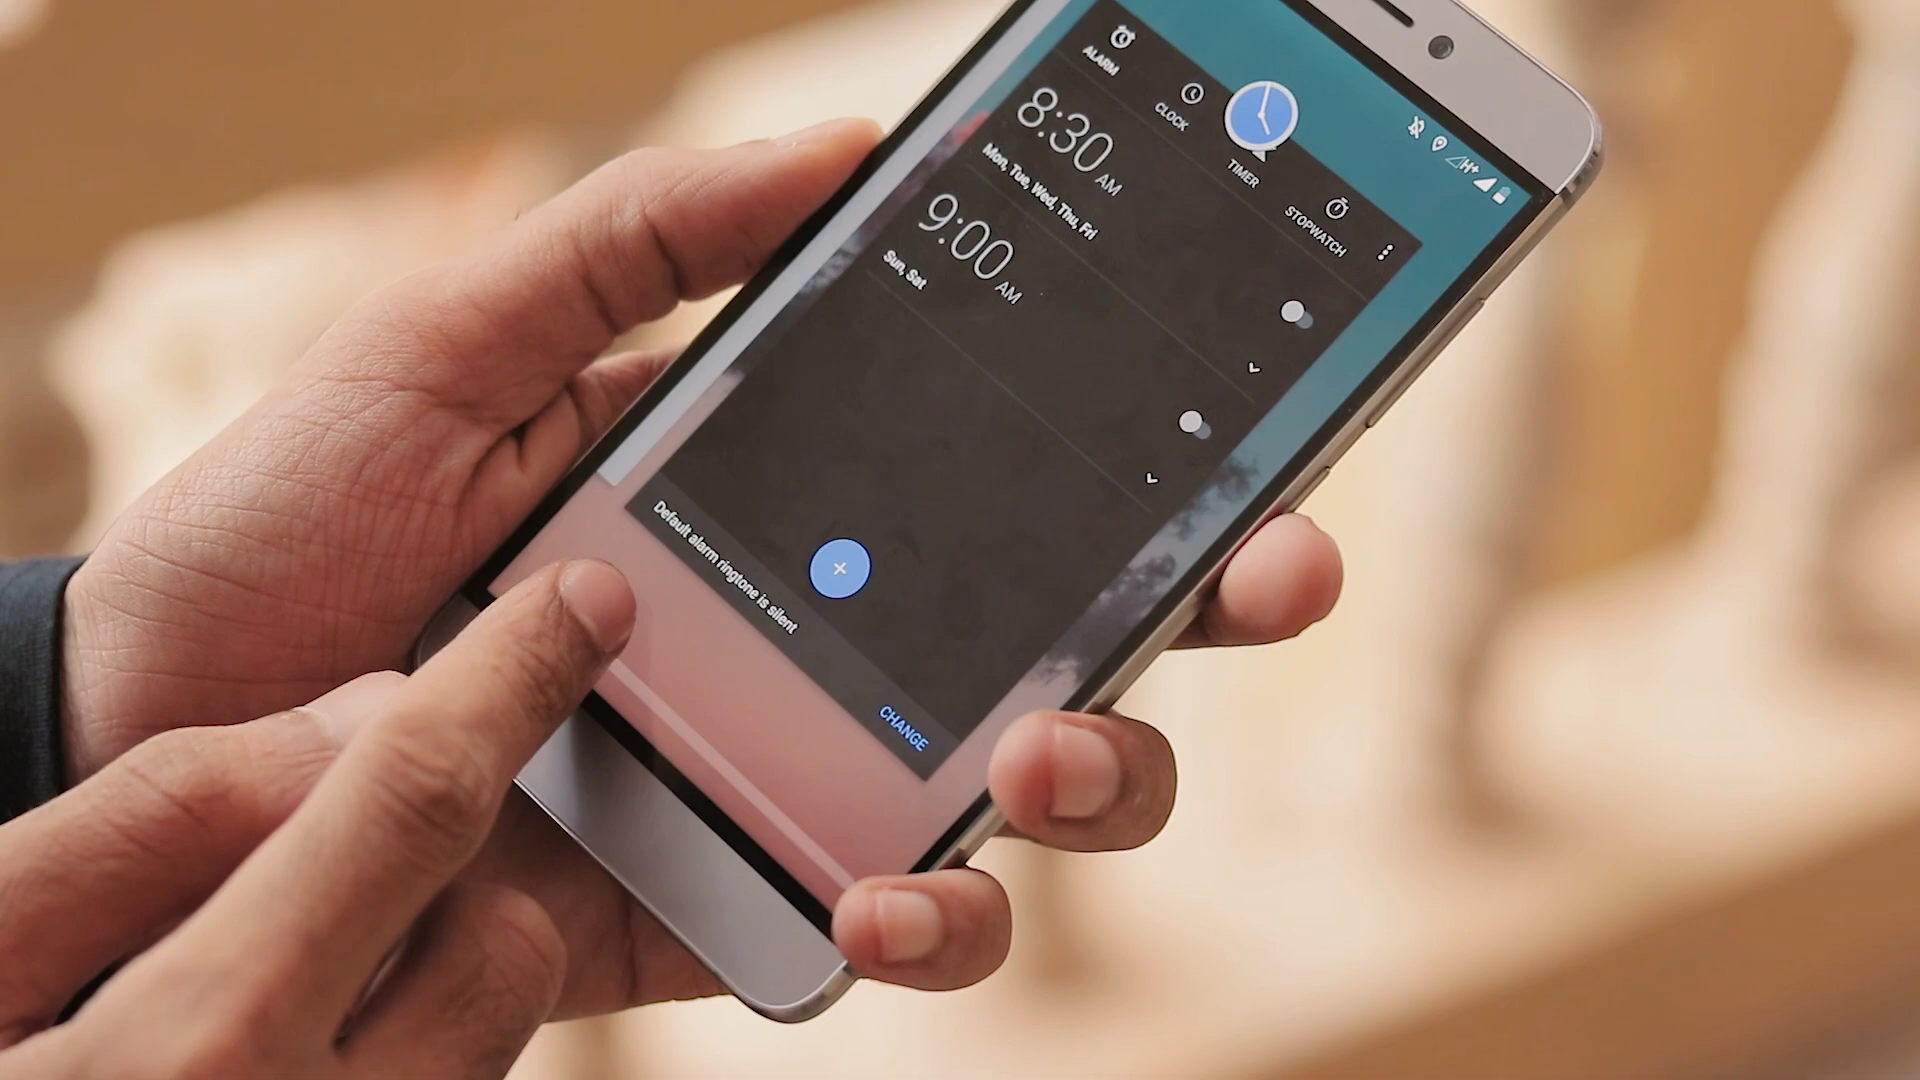 H+
ALARM
CLOCK
TIMER
STOPWATCH
8:30 AM
Mon, Tue, Wed, Thu, Fri
9:00 AM
Sun, Sat
Default alarm ringtone is silent
CHANGE